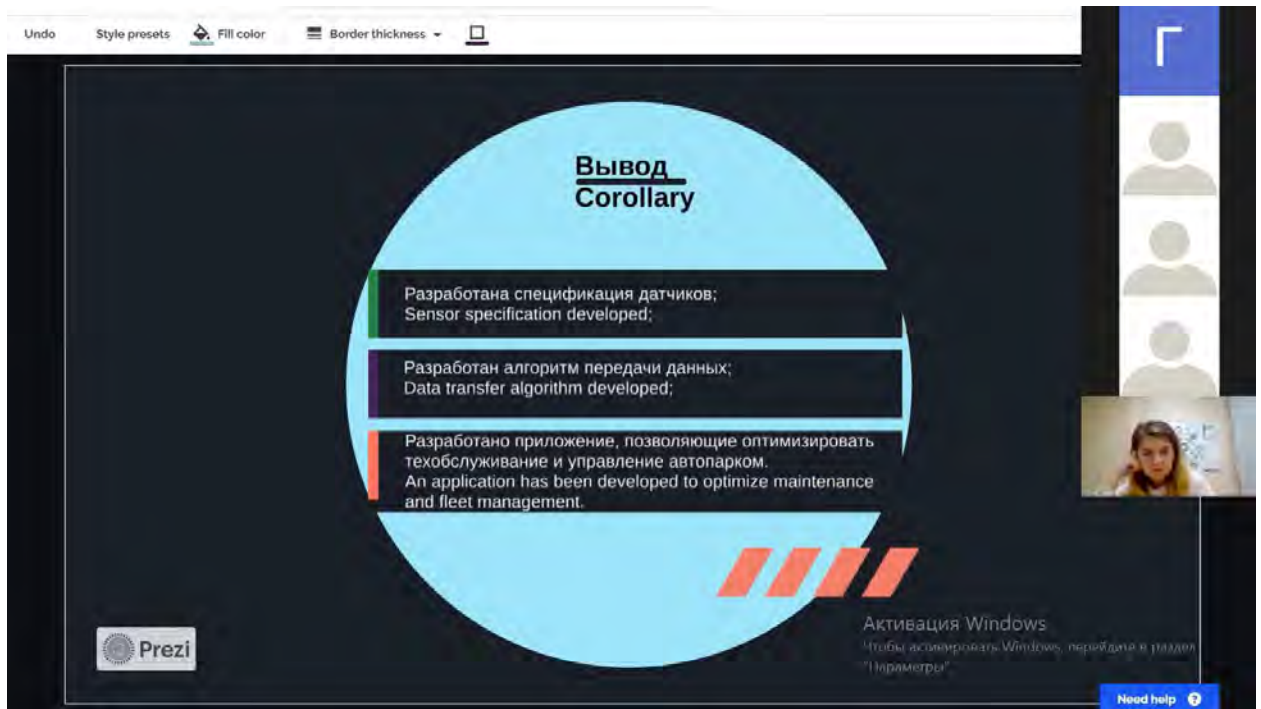 Undo
Style presets
Fill color
Border thickness
Г
Вывод
Corollary
Разработана спецификация датчиков;
Sensor specification developed;
Разработан алгоритм передачи данных;
Data transfer algorithm developed;
Разработано приложение, позволяющие оптимизировать
техобслуживание и управление автопарком.
An application has been developed to optimize maintenance
and fleet management.
Prezi
Активация Windows
Чтобы активировать Windows, перейдите в раздел
"Параметры".
Need help ?